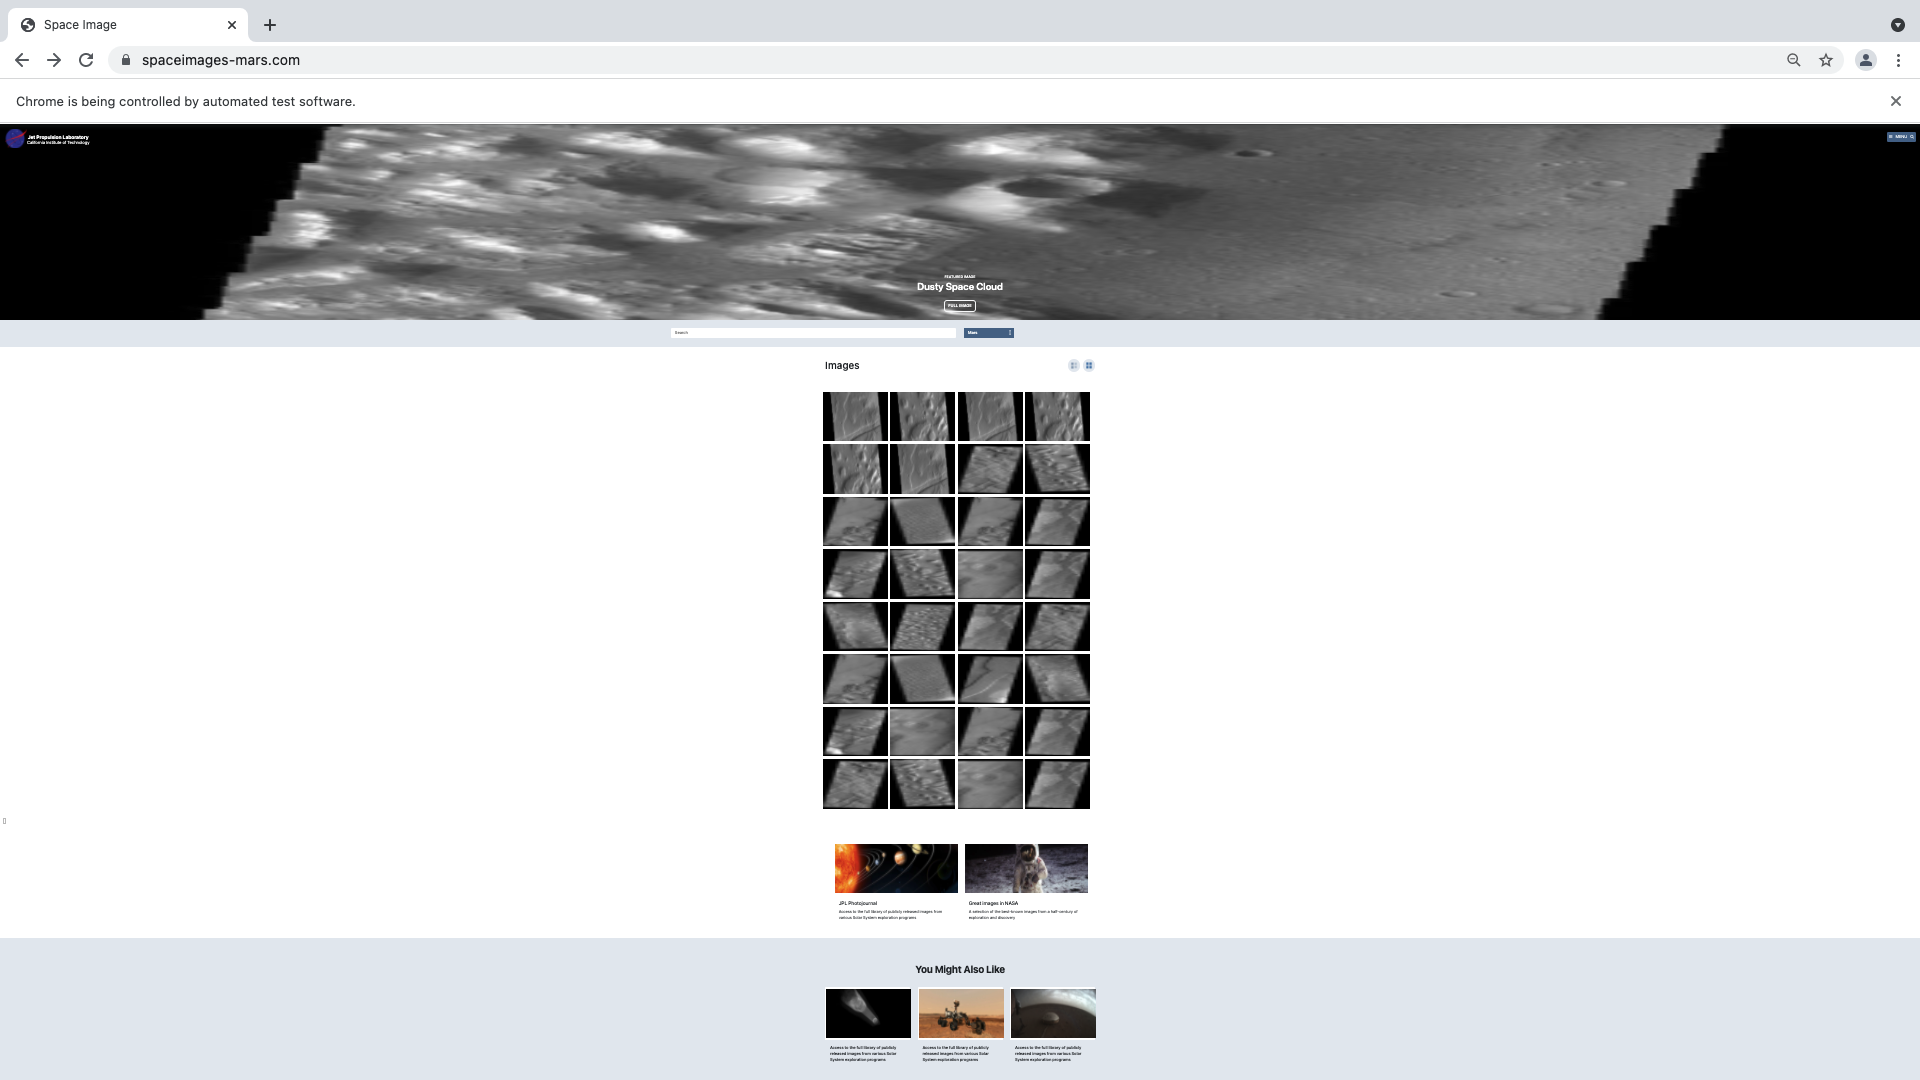 Space Image
spaceimages-mars.com
Chrome is being controlled by automated test software.
Jet Propulsion Laboratory
California Institute of Technology
MENU
FEATURED IMAGE
Dusty Space Cloud
FULL IMAGE
Search
Mars
Images
JPL Photojournal
Access to the full library of publicly released images from
various Solar System exploration programs
Great images in NASA
A selection of the best-known images from a half-century of
exploration and discovery
You Might Also Like
Access to the full library of publicly
released images from various Solar
System exploration programs
Access to the full library of publicly
released images from various Solar
System exploration programs
Access to the full library of publicly
released images from various Solar
System exploration programs